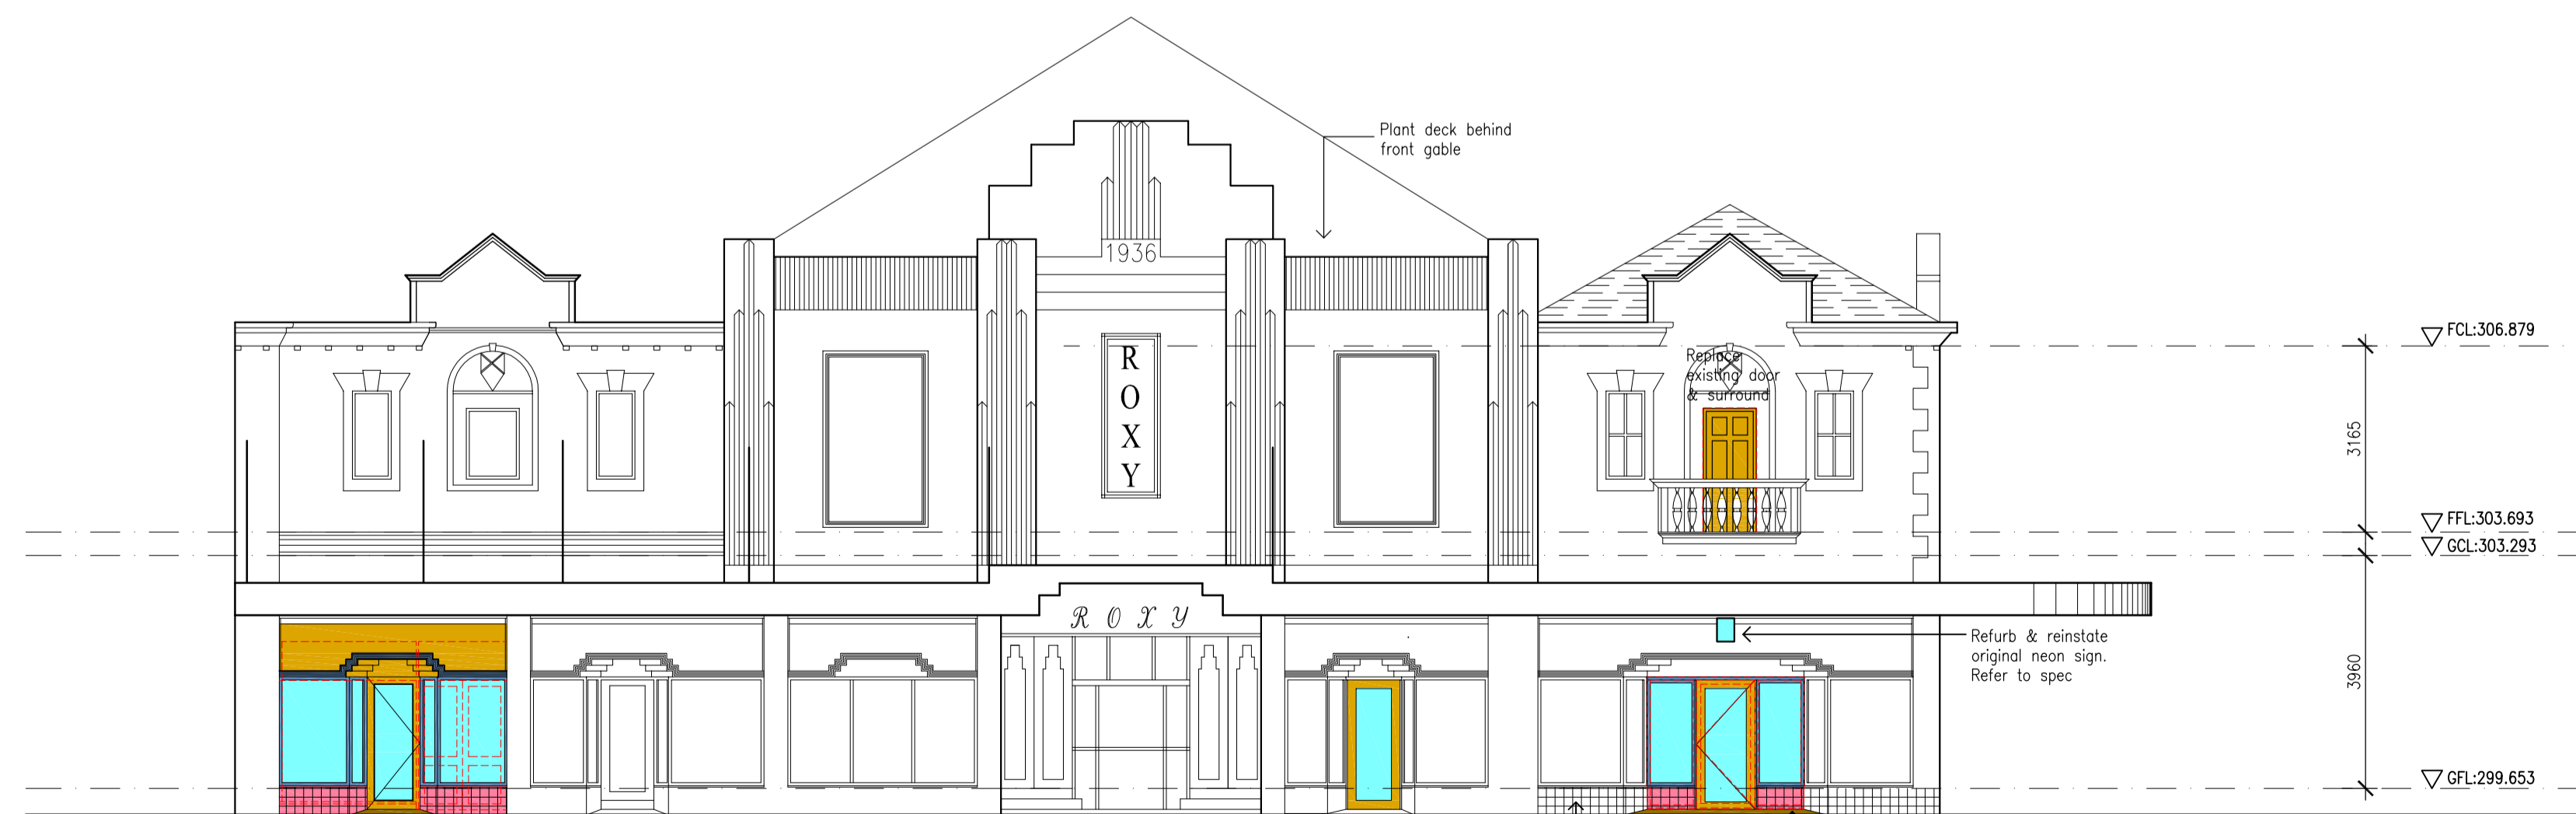 Plant deck behind
front gable
1936
FCL:306.879
R
O
X
Y
Replace
existing door
& surround
3165
FFL:303.693
GCL:303.293
ROXY
Refurb & reinstate
original neon sign.
Refer to spec
3960
GFL:299.653